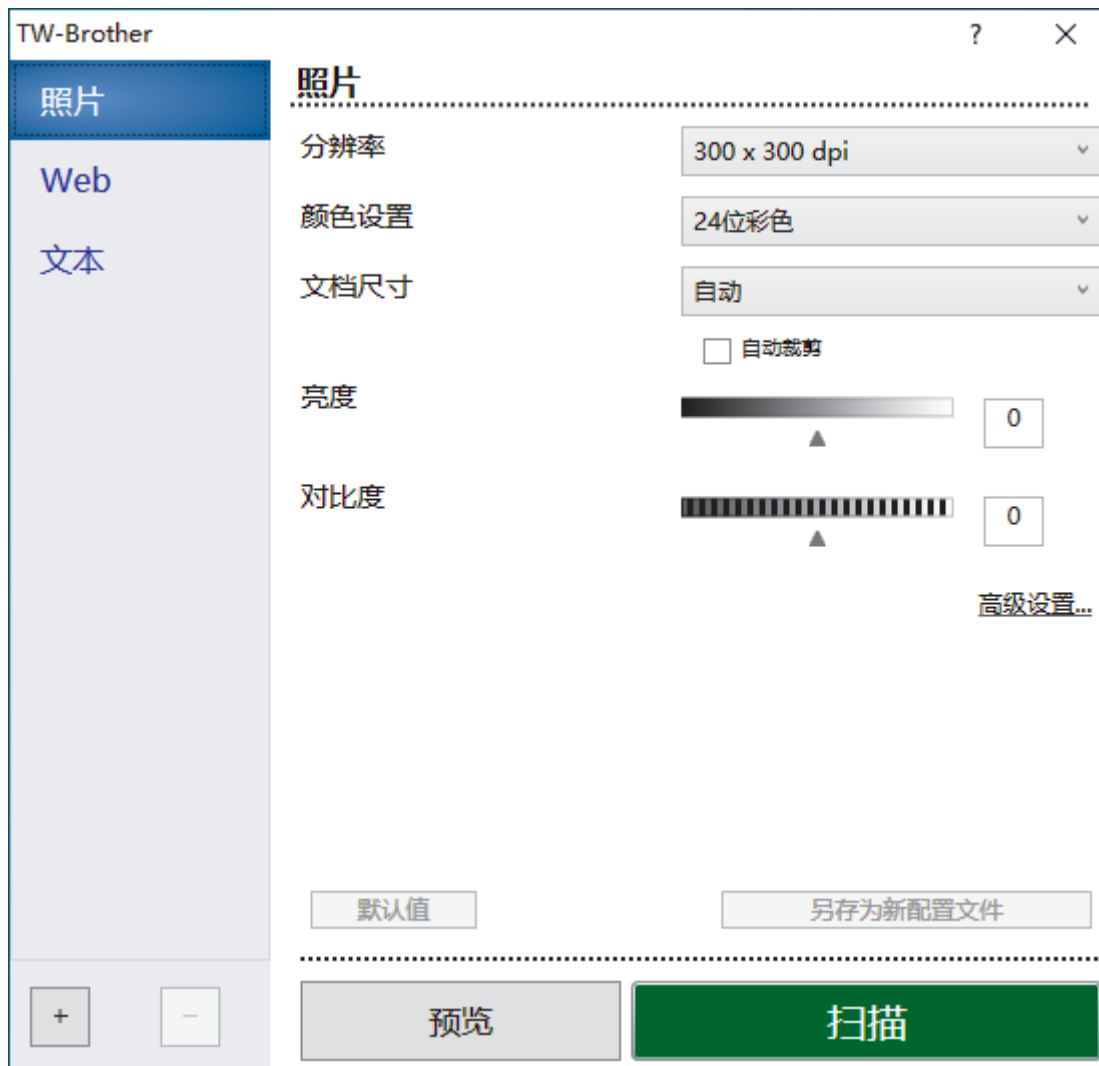 TW-Brother
?
照片
Web
文本
照片
分辨率
300 x 300 dpi
颜色设置
24位彩色
文档尺寸
自动
自动裁剪
亮度
0
对比度
0
高级设置...
默认值
另存为新配置文件
+
-
预览
扫描